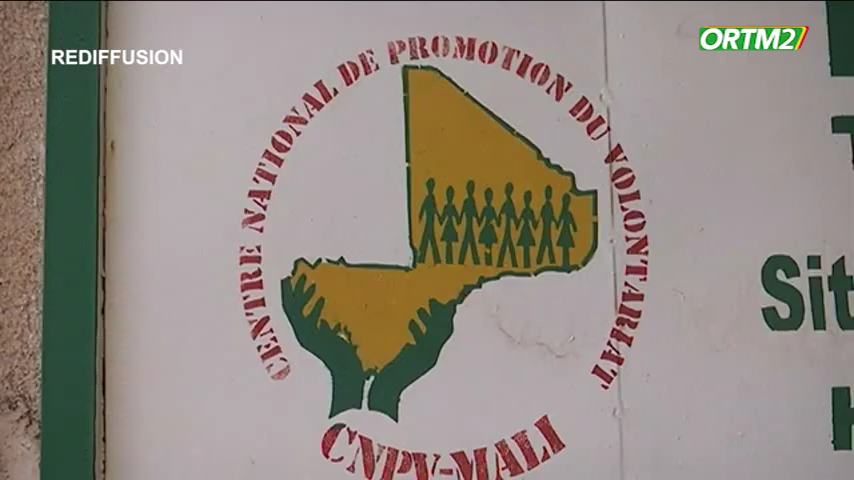 REDIFFUSION
ORTM2
CENTRE NATIONAL DE PROMOTION DU VOLONTARIAT
CNPV-MALI
Sit